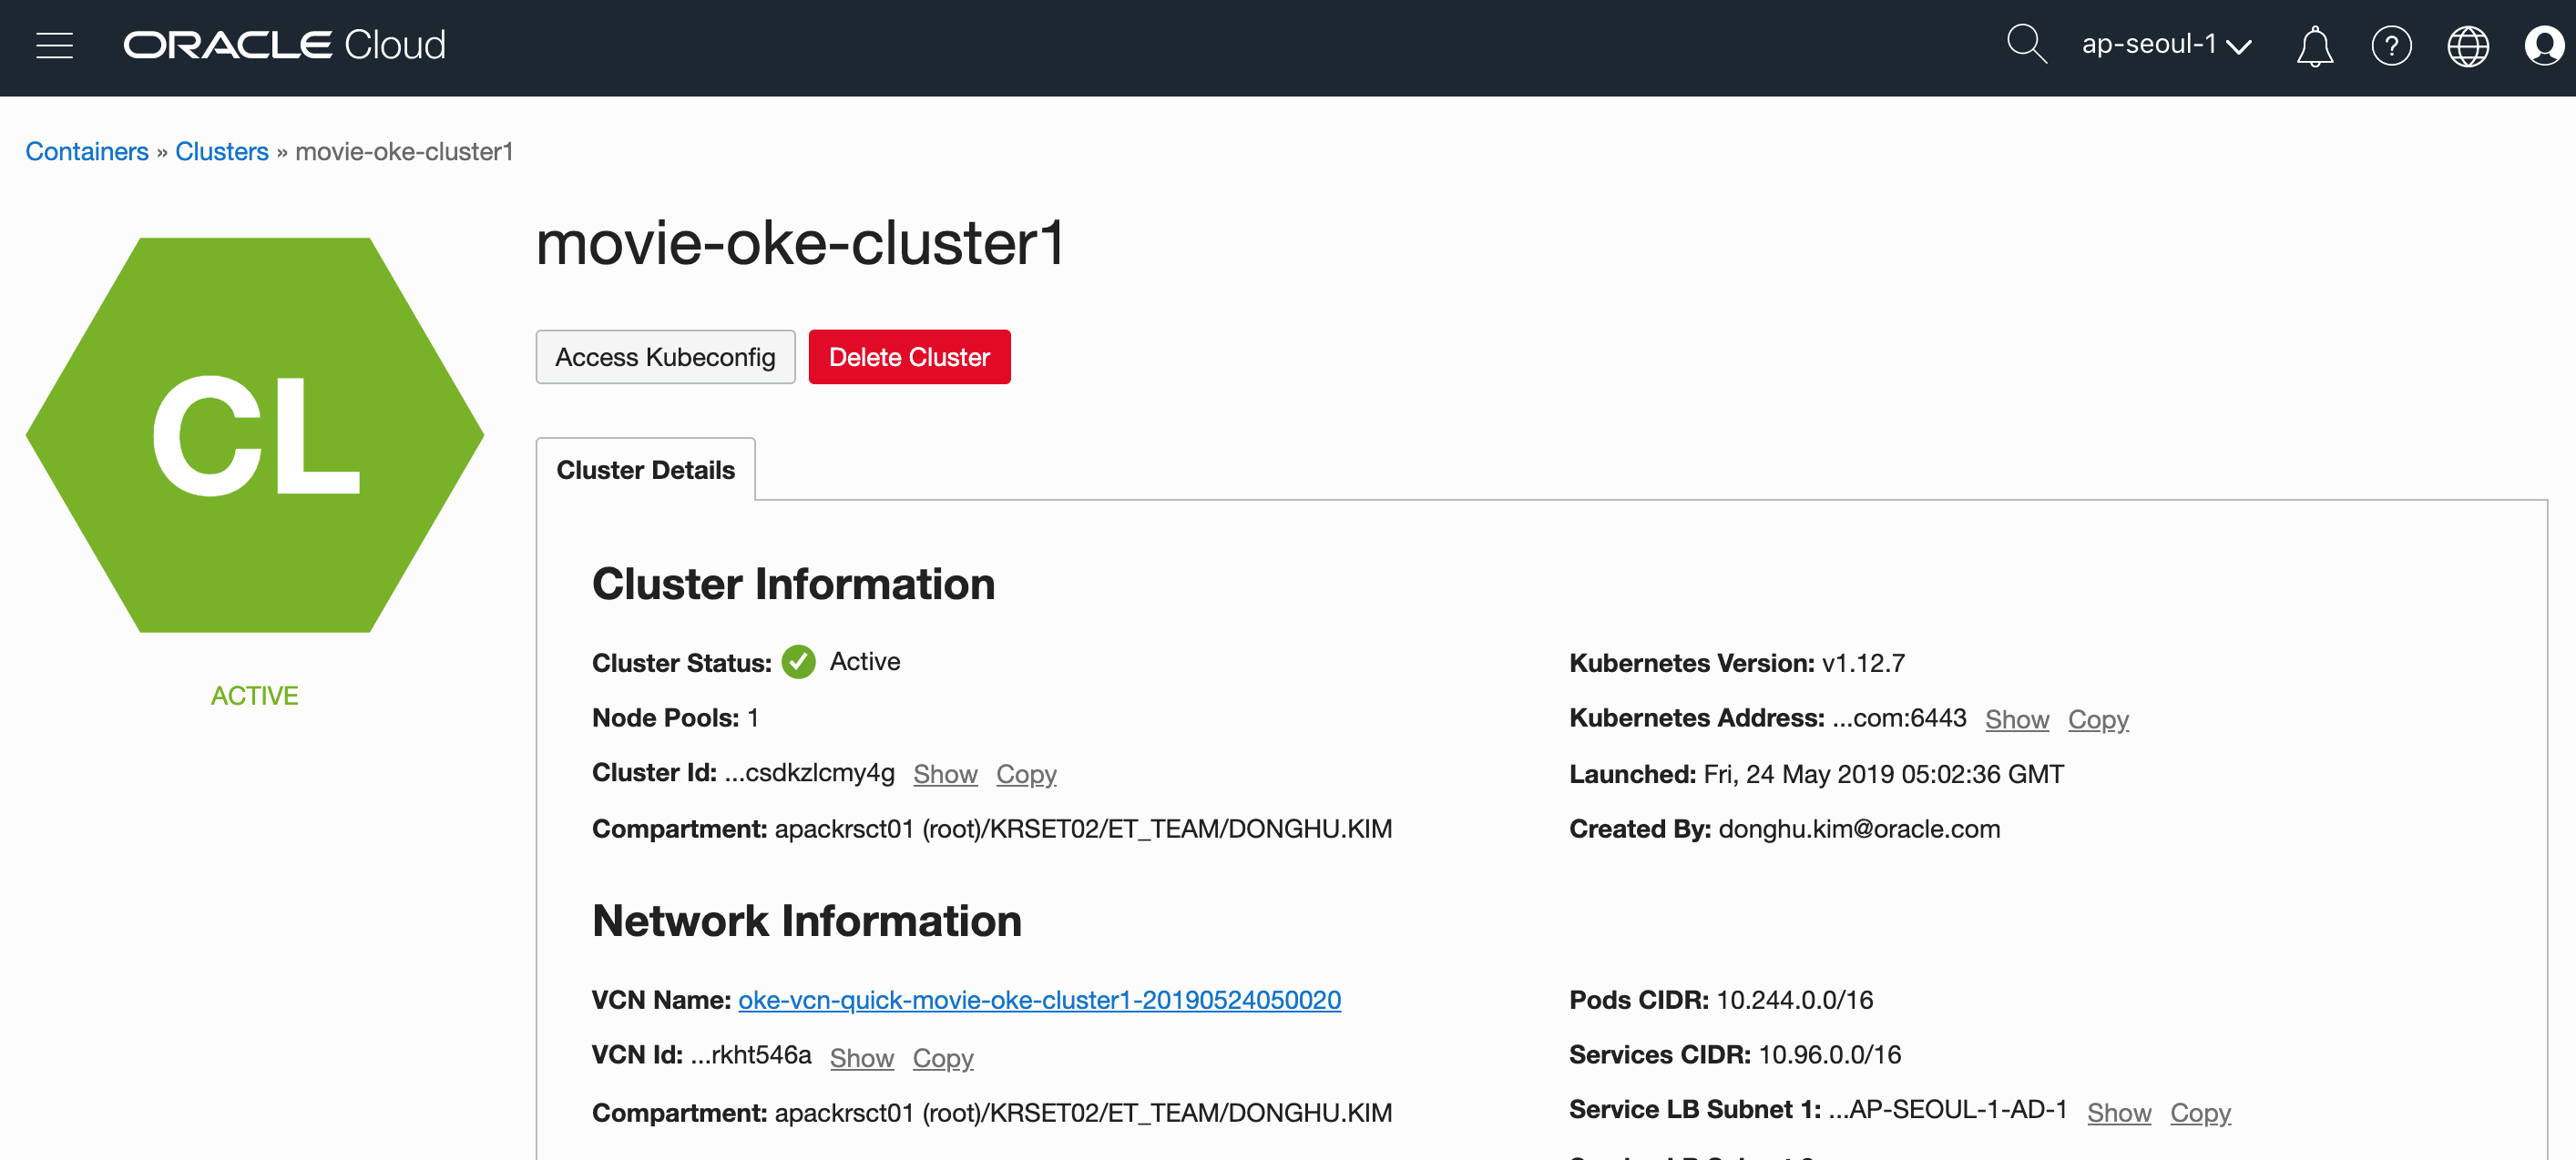 ORACLE Cloud
ap-seoul-1
Containers » Clusters » movie-oke-cluster1
movie-oke-cluster1
Access Kubeconfig
Delete Cluster
CL
ACTIVE
Cluster Details
Cluster Information
Cluster Status: Active
Node Pools: 1
Cluster Id: ...csdkzlcmy4g Show Copy
Compartment: apackrsct01 (root)/KRSET02/ET_TEAM/DONGHU.KIM
Kubernetes Version: v1.12.7
Kubernetes Address: ...com:6443 Show Copy
Launched: Fri, 24 May 2019 05:02:36 GMT
Created By: donghu.kim@oracle.com
Network Information
VCN Name: oke-vcn-quick-movie-oke-cluster1-20190524050020
VCN Id: ...rkht546a Show Copy
Compartment: apackrsct01 (root)/KRSET02/ET_TEAM/DONGHU.KIM
Pods CIDR: 10.244.0.0/16
Services CIDR: 10.96.0.0/16
Service LB Subnet 1: ...AP-SEOUL-1-AD-1 Show Copy